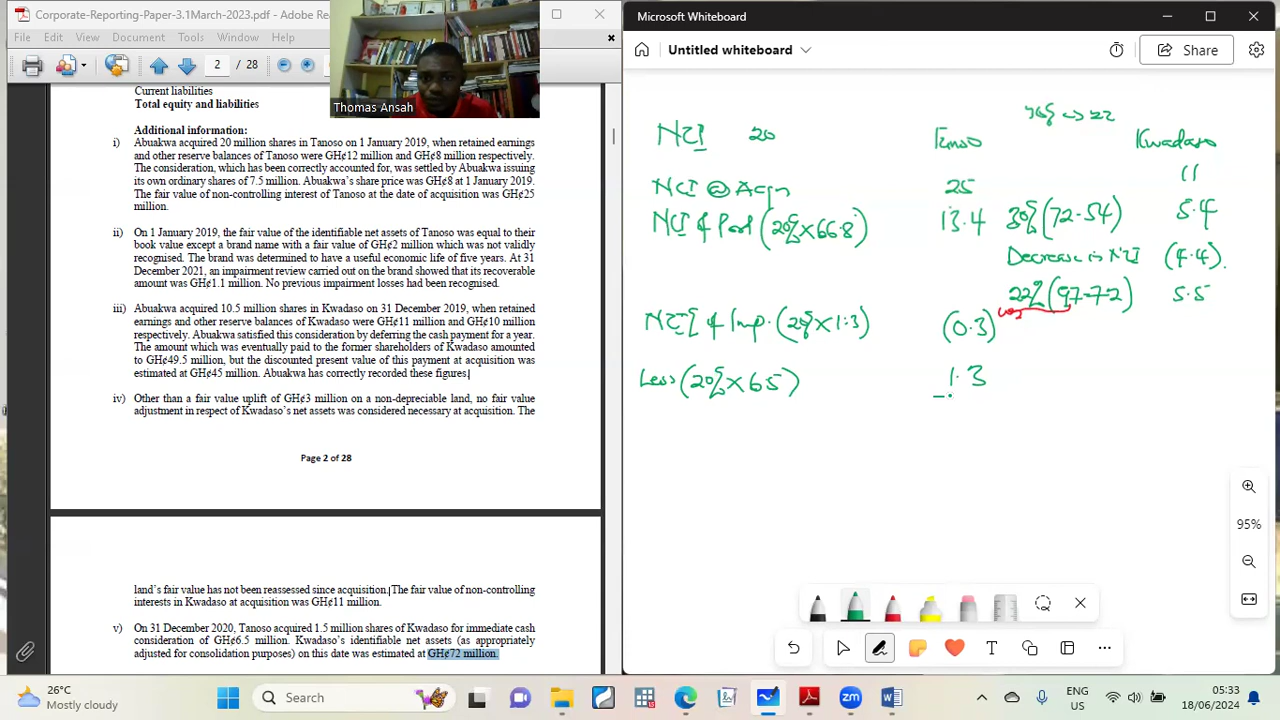 Corporate-Reporting-Paper-3.1March-2023.pdf - Adobe Rea
File Edit View Document Tools Window Help
2 / 28
Thomas Ansah
Current liabilities
Total equity and liabilities
Additional information:
i) Abuakwa acquired 20 million shares in Tanoso on 1 January 2019, when retained earnings
and other reserve balances of Tanoso were GH¢12 million and GH¢8 million respectively.
The consideration, which has been correctly accounted for, was settled by Abuakwa issuing
its own ordinary shares of 7.5 million. Abuakwa's share price was GH¢8 at 1 January 2019.
The fair value of non-controlling interest of Tanoso at the date of acquisition was GH¢25
million.
ii) On 1 January 2019, the fair value of the identifiable net assets of Tanoso was equal to their
book value except a brand name with a fair value of GH¢2 million which was not validly
recognised. The brand was determined to have a useful economic life of five years. At 31
December 2021, an impairment review carried out on the brand showed that its recoverable
amount was GH¢1.1 million. No previous impairment losses had been recognised.
iii) Abuakwa acquired 10.5 million shares in Kwadaso on 31 December 2019, when retained
earnings and other reserve balances of Kwadaso were GH¢11 million and GH¢10 million
respectively. Abuakwa satisfied this consideration by deferring the cash payment for a year.
The amount which was eventually paid to the former shareholders of Kwadaso amounted
to GH¢49.5 million, but the discounted present value of this payment at acquisition was
estimated at GH¢45 million. Abuakwa has correctly recorded these figures
iv) Other than a fair value uplift of GH¢3 million on a non-depreciable land, no fair value
adjustment in respect of Kwadaso's net assets was considered necessary at acquisition. The
Page 2 of 28
land's fair value has not been reassessed since acquisition. The fair value of non-controlling
interests in Kwadaso at acquisition was GH¢11 million.
v) On 31 December 2020, Tanoso acquired 1.5 million shares of Kwadaso for immediate cash
consideration of GH¢6.5 million. Kwadaso's identifiable net assets (as appropriately
adjusted for consolidation purposes) on this date was estimated at GH¢72 million.
Microsoft Whiteboard
Untitled whiteboard
Share
NCI 20 Kwadaso
NCI @ Acqn 25 11
NCI of Post (20% × 66.8) 13.4 30% (72-54) 5.4
Decrease in NCI (4.4)
22% (97-72) 5.5
NCI of Imp. (20% × 1.3) (0.3)
Less (20% × 6.5) 1.3
95%
26°C
Mostly cloudy
Search
ENG
US
05:33
18/06/2024